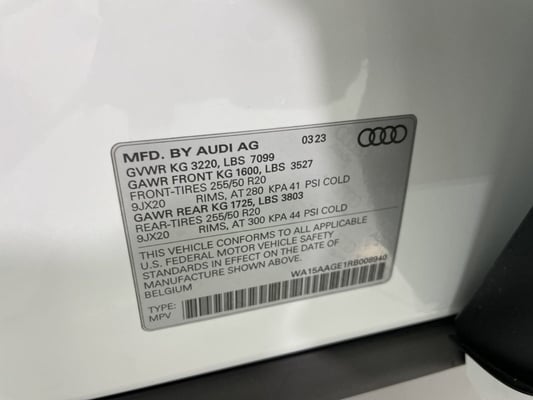 MFD. BY AUDI AG 03 23
GVWR KG 3220, LBS 7099
GAWR FRONT KG 1600, LBS 3527
FRONT-TIRES 255/50 R20
9JX20 RIMS, AT 280 KPA 41 PSI COLD
GAWR REAR KG 1725, LBS 3803
REAR-TIRES 255/50 R20
9JX20 RIMS, AT 300 KPA 44 PSI COLD
THIS VEHICLE CONFORMS TO ALL APPLICABLE
U.S. FEDERAL MOTOR VEHICLE SAFETY
STANDARDS IN EFFECT ON THE DATE OF
MANUFACTURE SHOWN ABOVE.
BELGIUM
WA15AAGE1RB008940
TYPE:
MPV